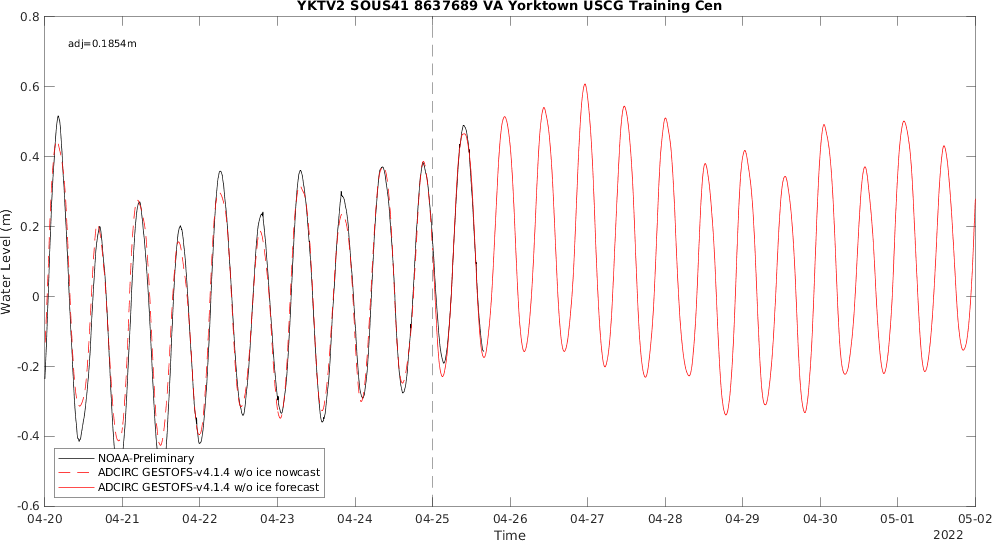 YKTV2 SOUS41 8637689 VA Yorktown USCG Training Cen
adj=0.1854m
0.8
0.6
0.4
0.2
0
-0.2
-0.4
-0.6
Water Level (m)
NOAA-Preliminary
ADCIRC GESTOFS-v4.1.4 w/o ice nowcast
ADCIRC GESTOFS-v4.1.4 w/o ice forecast
04-20 04-21 04-22 04-23 04-24 04-25 04-26 04-27 04-28 04-29 04-30 05-01 05-02
Time
2022